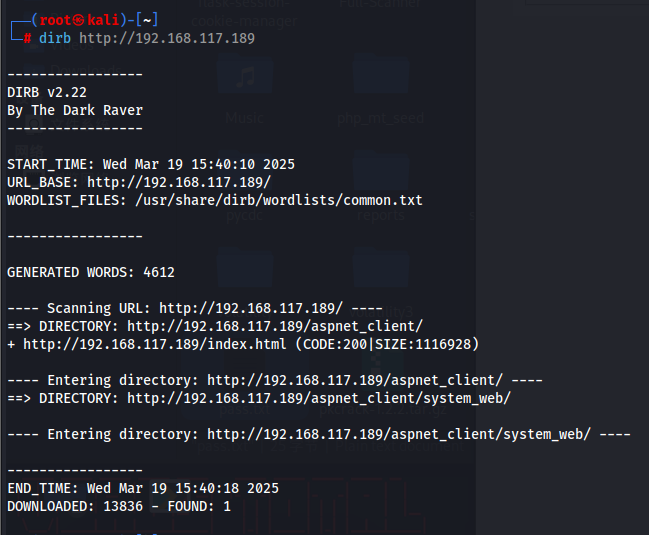 ┌──(root㉿kali)-[~]
└─# dirb http://192.168.117.189
-----------------
DIRB v2.22
By The Dark Raver
-----------------
START_TIME: Wed Mar 19 15:40:10 2025
URL_BASE: http://192.168.117.189/
WORDLIST_FILES: /usr/share/dirb/wordlists/common.txt
-----------------
GENERATED WORDS: 4612
---- Scanning URL: http://192.168.117.189/ ----
==> DIRECTORY: http://192.168.117.189/aspnet_client/
+ http://192.168.117.189/index.html (CODE:200|SIZE:1116928)
---- Entering directory: http://192.168.117.189/aspnet_client/ ----
==> DIRECTORY: http://192.168.117.189/aspnet_client/system_web/
---- Entering directory: http://192.168.117.189/aspnet_client/system_web/ ----
-----------------
END_TIME: Wed Mar 19 15:40:18 2025
DOWNLOADED: 13836 - FOUND: 1
Music
php_mt_seed
pycdc
reports